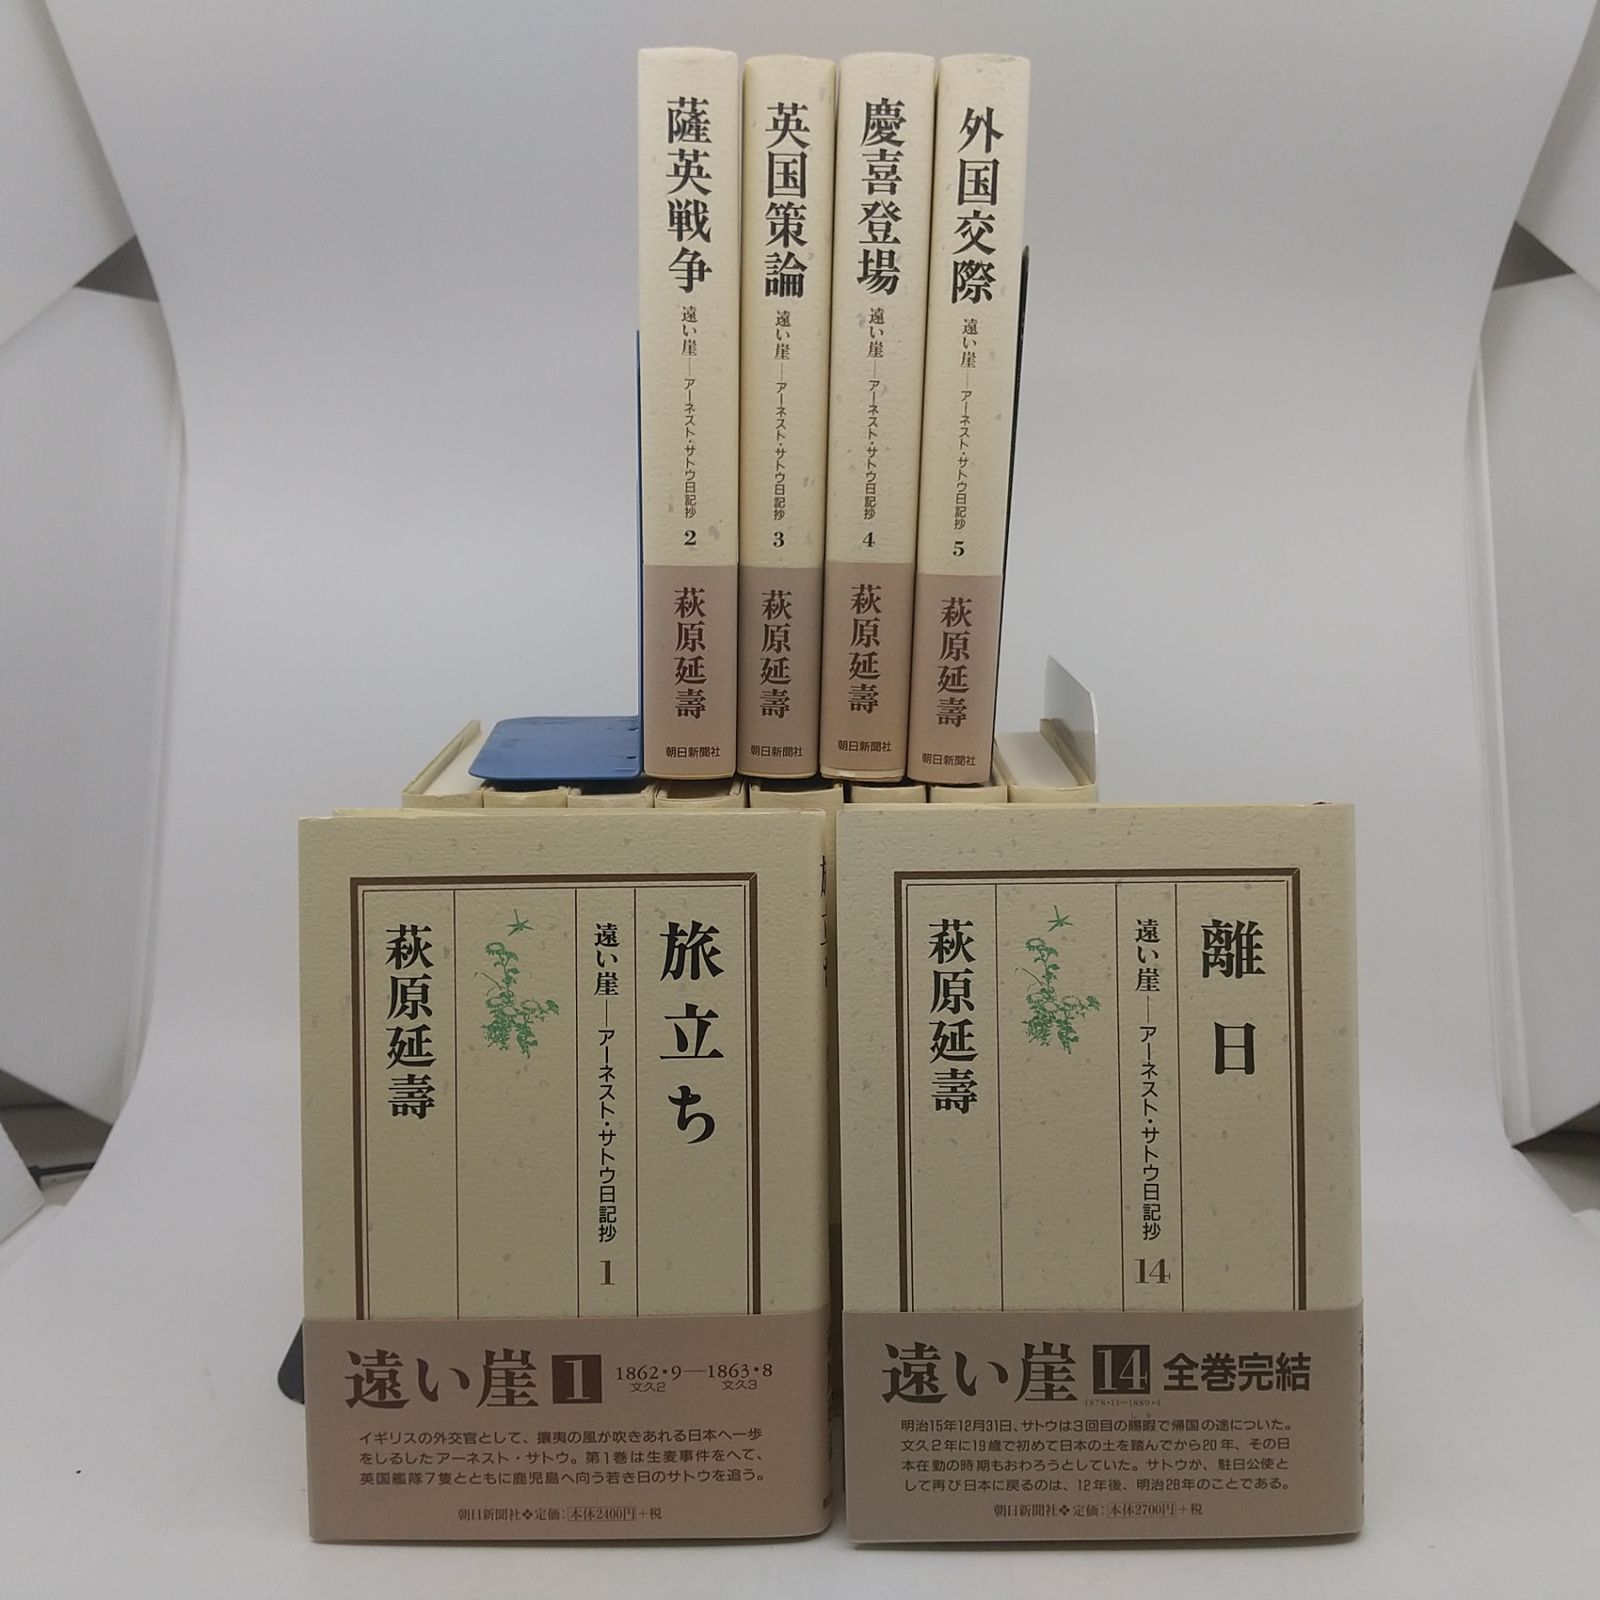 薩英戦争
遠い崖―アーネスト・サトウ日記抄
2
萩原延壽
朝日新聞社
英国策論
遠い崖―アーネスト・サトウ日記抄
3
萩原延壽
朝日新聞社
慶喜登場
遠い崖―アーネスト・サトウ日記抄
4
萩原延壽
朝日新聞社
外国交際
遠い崖―アーネスト・サトウ日記抄
5
萩原延壽
朝日新聞社
旅立ち
遠い崖―アーネスト・サトウ日記抄
1
萩原延壽
遠い崖 1 1862・9―1863・8
文久2 文久3
イギリスの外交官として、攘夷の風が吹きあれる日本へ一歩
をしるしたアーネスト・サトウ。第1巻は生麦事件をへて、
英国艦隊7隻とともに鹿児島へ向う若き日のサトウを追う。
朝日新聞社❖定価：本体2400円＋税
離日
遠い崖―アーネスト・サトウ日記抄
14
萩原延壽
遠い崖 14 全巻完結
明治15年12月31日、サトウは3回目の賜暇で帰国の途についた。
文久2年に19歳で初めて日本の土を踏んでから20年、その日
本在勤の時期もおわろうとしていた。サトウが、駐日公使と
して再び日本に戻るのは、12年後、明治28年のことである。
朝日新聞社❖定価：本体2700円＋税